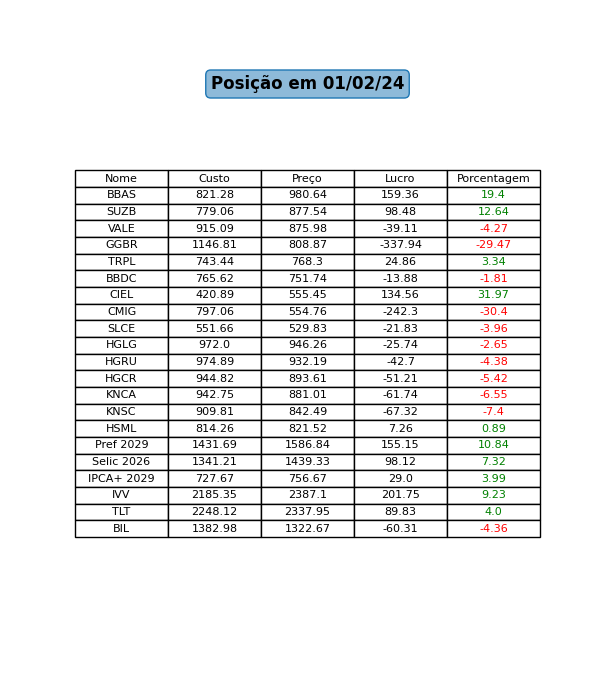 Posição em 01/02/24
Nome Custo Preço Lucro Porcentagem
BBAS 821.28 980.64 159.36 19.4
SUZB 779.06 877.54 98.48 12.64
VALE 915.09 875.98 -39.11 -4.27
GGBR 1146.81 808.87 -337.94 -29.47
TRPL 743.44 768.3 24.86 3.34
BBDC 765.62 751.74 -13.88 -1.81
CIEL 420.89 555.45 134.56 31.97
CMIG 797.06 554.76 -242.3 -30.4
SLCE 551.66 529.83 -21.83 -3.96
HGLG 972.0 946.26 -25.74 -2.65
HGRU 974.89 932.19 -42.7 -4.38
HGCR 944.82 893.61 -51.21 -5.42
KNCA 942.75 881.01 -61.74 -6.55
KNSC 909.81 842.49 -67.32 -7.4
HSML 814.26 821.52 7.26 0.89
Pref 2029 1431.69 1586.84 155.15 10.84
Selic 2026 1341.21 1439.33 98.12 7.32
IPCA+ 2029 727.67 756.67 29.0 3.99
IVV 2185.35 2387.1 201.75 9.23
TLT 2248.12 2337.95 89.83 4.0
BIL 1382.98 1322.67 -60.31 -4.36